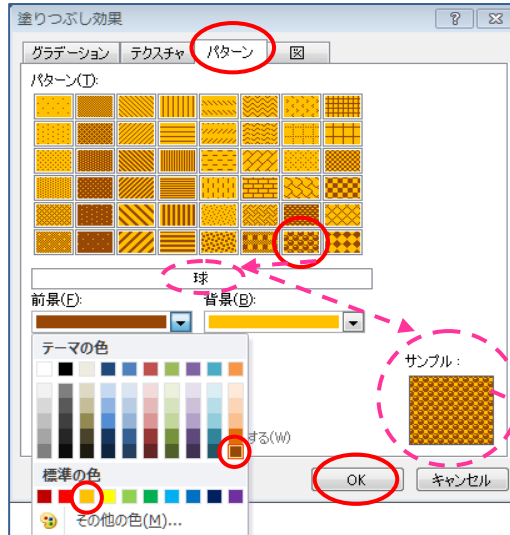 塗りつぶし効果
グラデーション テクスチャ パターン 図
パターン(T):
球
前景(F): 背景(B):
テーマの色
サンプル :
する(W)
標準の色
OK キャンセル
その他の色(M)...